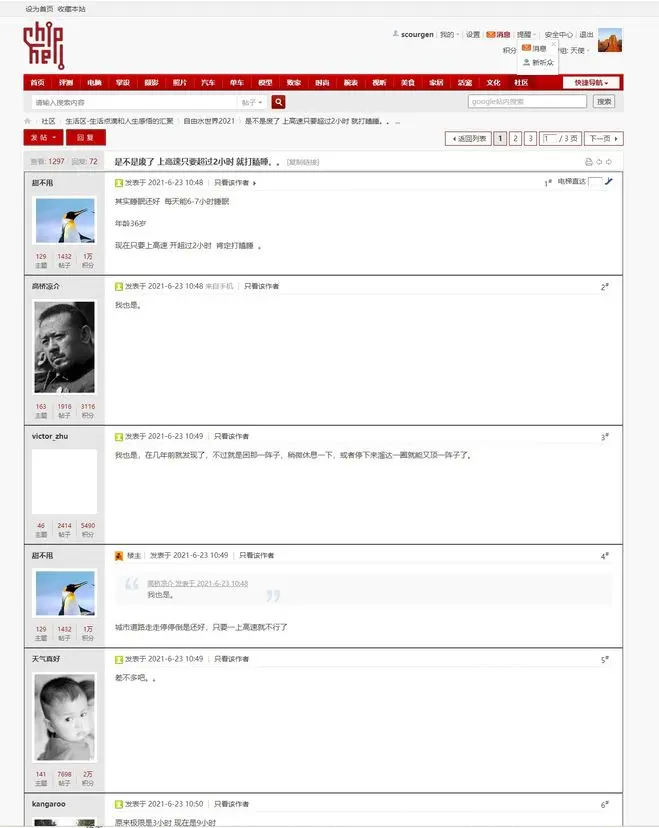 设为首页 收藏本站
chip
hell
scourgen | 我的 | 设置 | 消息 | 提醒 | 安全中心 | 退出
积分
组: 天使
消息
新听众
首页 评测 电脑 掌设 摄影 照片 汽车 单车 模型 败家 时尚 腕表 视听 美食 家居 活宠 文化 社区 快捷导航
请输入搜索内容 帖子 google站内搜索 搜索
社区 › 生活区-生活点滴和人生感悟的汇聚 › 自由水世界2021 › 是不是废了 上高速只要超过2小时 就打瞌睡。。 ...
发帖 回复 返回列表 1 2 3 1 / 3 页 下一页
查看: 1297 | 回复: 72 是不是废了 上高速只要超过2小时 就打瞌睡。。 [复制链接]
甜不甩 发表于 2021-6-23 10:48 | 只看该作者 1# 电梯直达
其实睡眠还好 每天能6-7小时睡眠
年龄36岁
现在只要上高速 开超过2小时 肯定打瞌睡 。
129 1432 1万
主题 帖子 积分
高桥凉介 发表于 2021-6-23 10:48 来自手机 | 只看该作者 2#
我也是。
163 1916 3116
主题 帖子 积分
victor_zhu 发表于 2021-6-23 10:49 | 只看该作者 3#
我也是，在几年前就发现了，不过就是困那一阵子，稍微休息一下，或者停下来溜达一圈就能又顶一阵子了。
46 2414 5490
主题 帖子 积分
甜不甩 楼主 | 发表于 2021-6-23 10:49 | 只看该作者 4#
高桥凉介 发表于 2021-6-23 10:48
我也是。
城市道路走走停停倒是还好，只要一上高速就不行了
129 1432 1万
主题 帖子 积分
天气真好 发表于 2021-6-23 10:49 | 只看该作者 5#
差不多吧。。
141 7698 2万
主题 帖子 积分
kangaroo 发表于 2021-6-23 10:50 | 只看该作者 6#
原来极限是3小时 现在是9小时